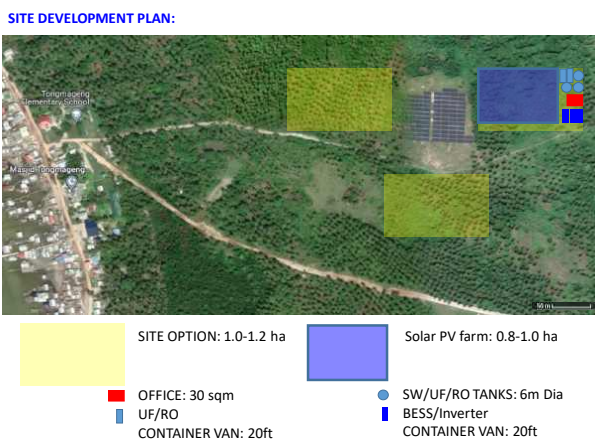 SITE DEVELOPMENT PLAN:
Tongmageng
Elementary School
Masjid Tongmageng
50 m
SITE OPTION: 1.0-1.2 ha
Solar PV farm: 0.8-1.0 ha
OFFICE: 30 sqm
UF/RO
CONTAINER VAN: 20ft
SW/UF/RO TANKS: 6m Dia
BESS/Inverter
CONTAINER VAN: 20ft